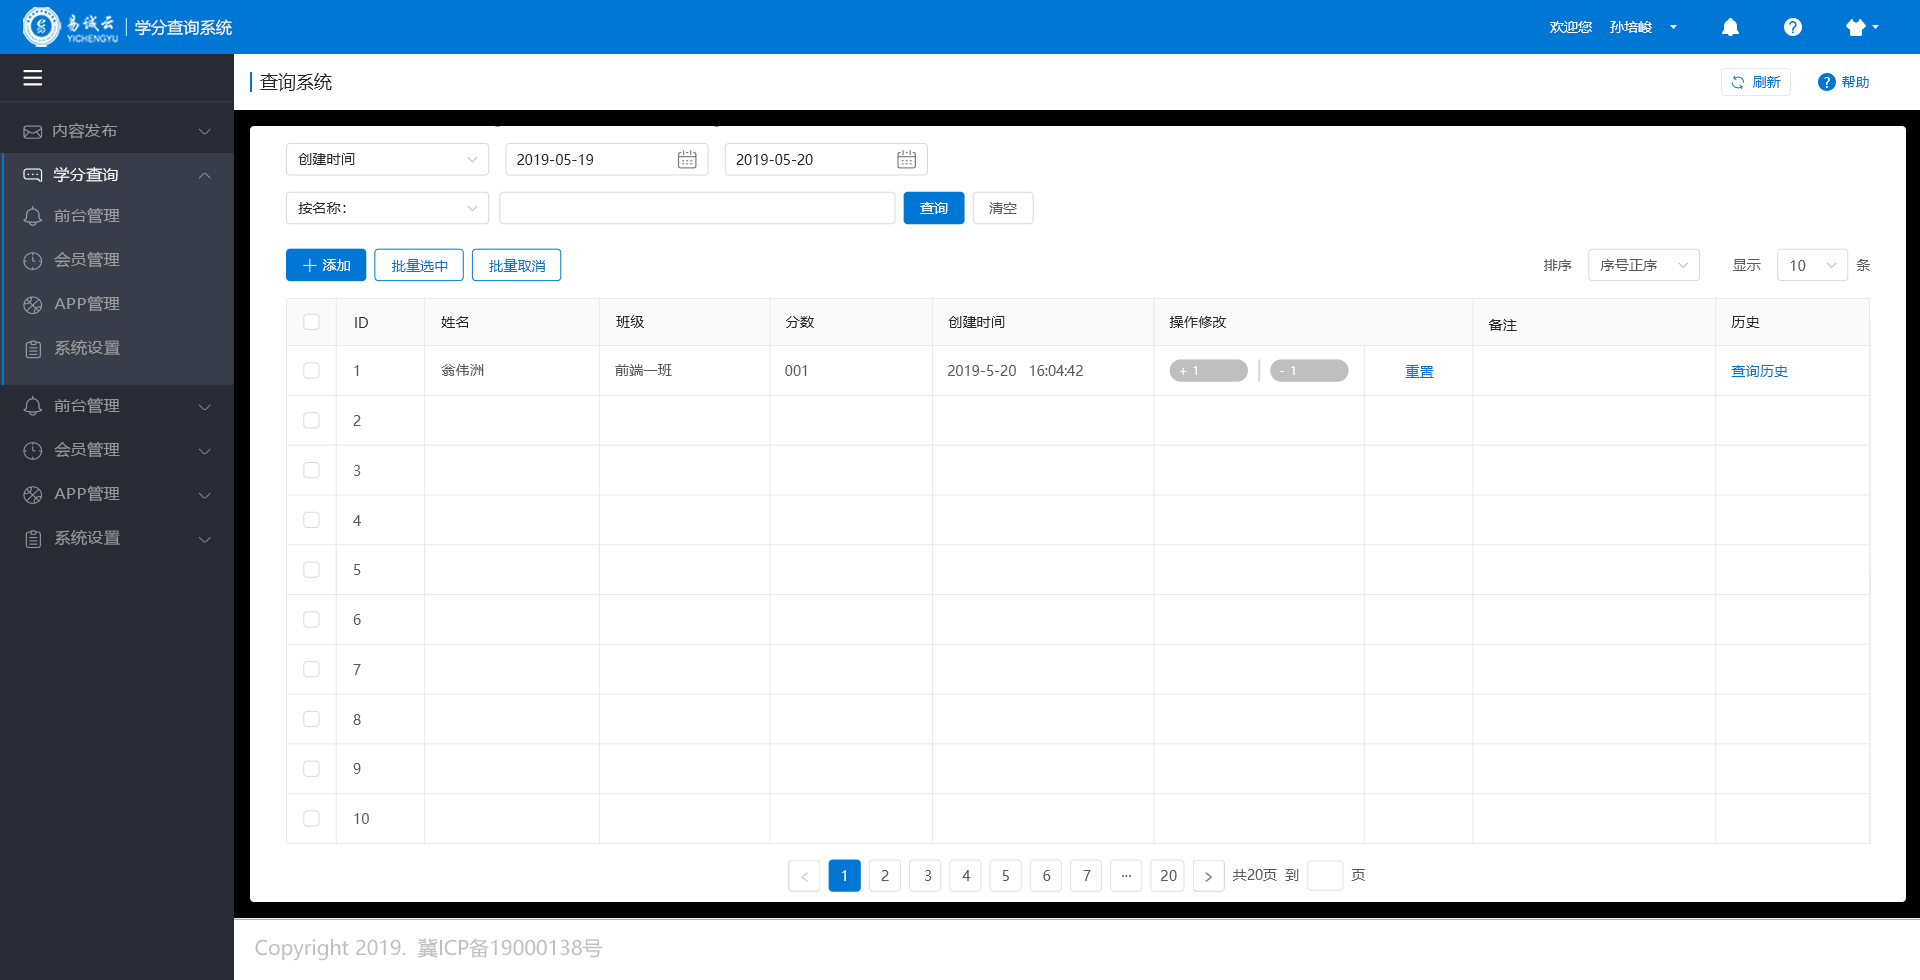 易诚云 YICHENGYU 学分查询系统 欢迎您 孙培峻
查询系统 刷新 帮助
内容发布
学分查询
前台管理
会员管理
APP管理
系统设置
前台管理
会员管理
APP管理
系统设置
创建时间 2019-05-19 2019-05-20
按名称: 查询 清空
添加 批量选中 批量取消 排序 序号正序 显示 10 条
ID 姓名 班级 分数 创建时间 操作修改 备注 历史
1 翁伟洲 前端一班 001 2019-5-20 16:04:42 + 1 - 1 重置 查询历史
2
3
4
5
6
7
8
9
10
< 1 2 3 4 5 6 7 ··· 20 > 共20页 到 页
Copyright 2019. 冀ICP备19000138号